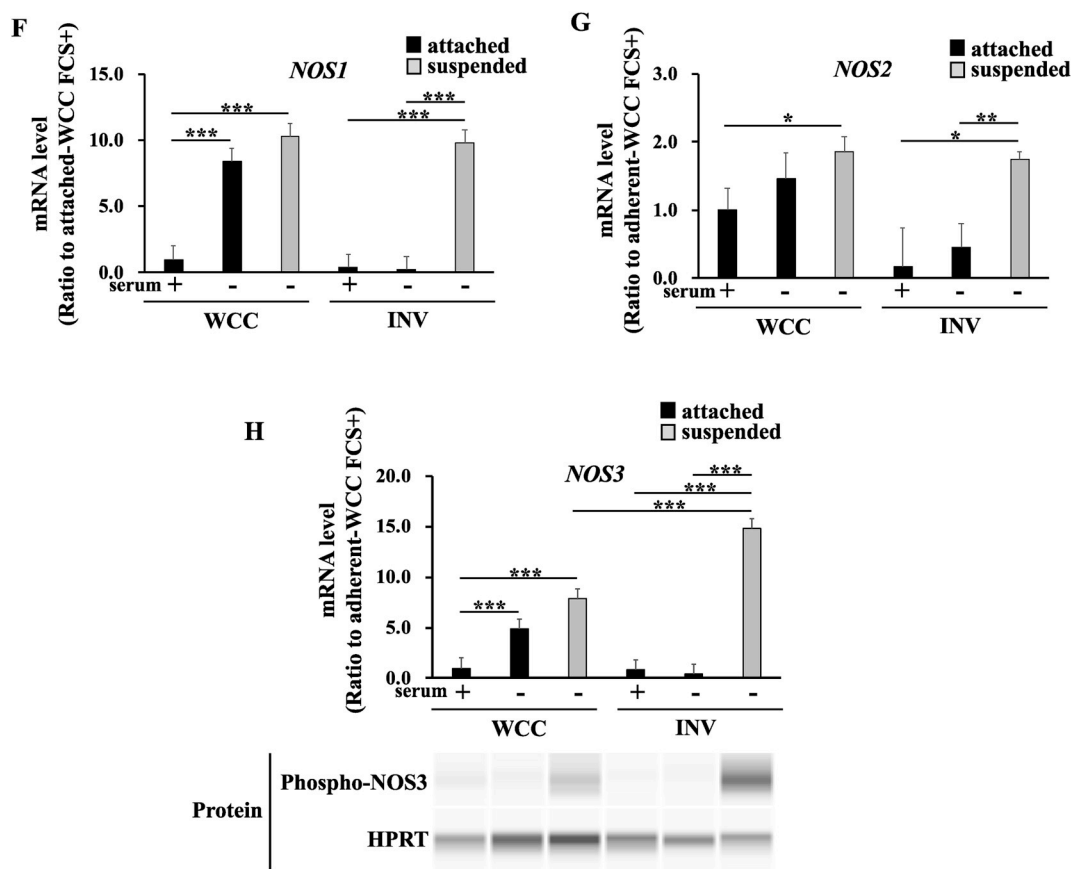 F
attached
suspended
NOS1
mRNA level
(Ratio to attached-WCC FCS+)
15.0
10.0
5.0
0.0
***
***
***
***
serum + - - + - -
WCC INV
G
attached
suspended
NOS2
mRNA level
(Ratio to adherent-WCC FCS+)
3.0
2.0
1.0
0.0
*
**
*
serum + - - + - -
WCC INV
H
attached
suspended
NOS3
mRNA level
(Ratio to adherent-WCC FCS+)
20.0
15.0
10.0
5.0
0.0
***
***
***
***
***
serum + - - + - -
WCC INV
Protein
Phospho-NOS3
HPRT